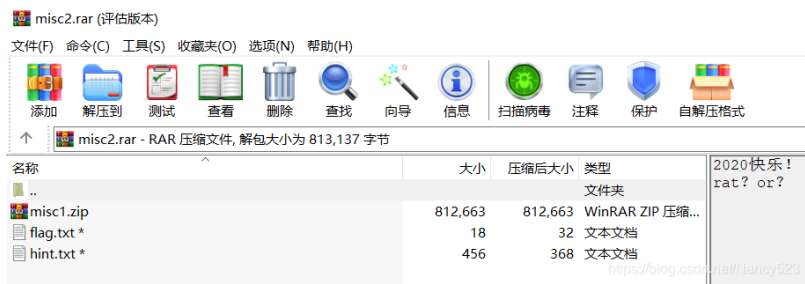 misc2.rar (评估版本)
文件(F) 命令(C) 工具(S) 收藏夹(O) 选项(N) 帮助(H)
添加 解压到 测试 查看 删除 查找 向导 信息 扫描病毒 注释 保护 自解压格式
misc2.rar - RAR 压缩文件, 解包大小为 813,137 字节
名称 大小 压缩后大小 类型
.. 文件夹
misc1.zip 812,663 812,663 WinRAR ZIP 压缩...
flag.txt * 18 32 文本文档
hint.txt * 456 368 文本文档
2020快乐!
rat? or?
https://blog.csdn.net/Nancy523